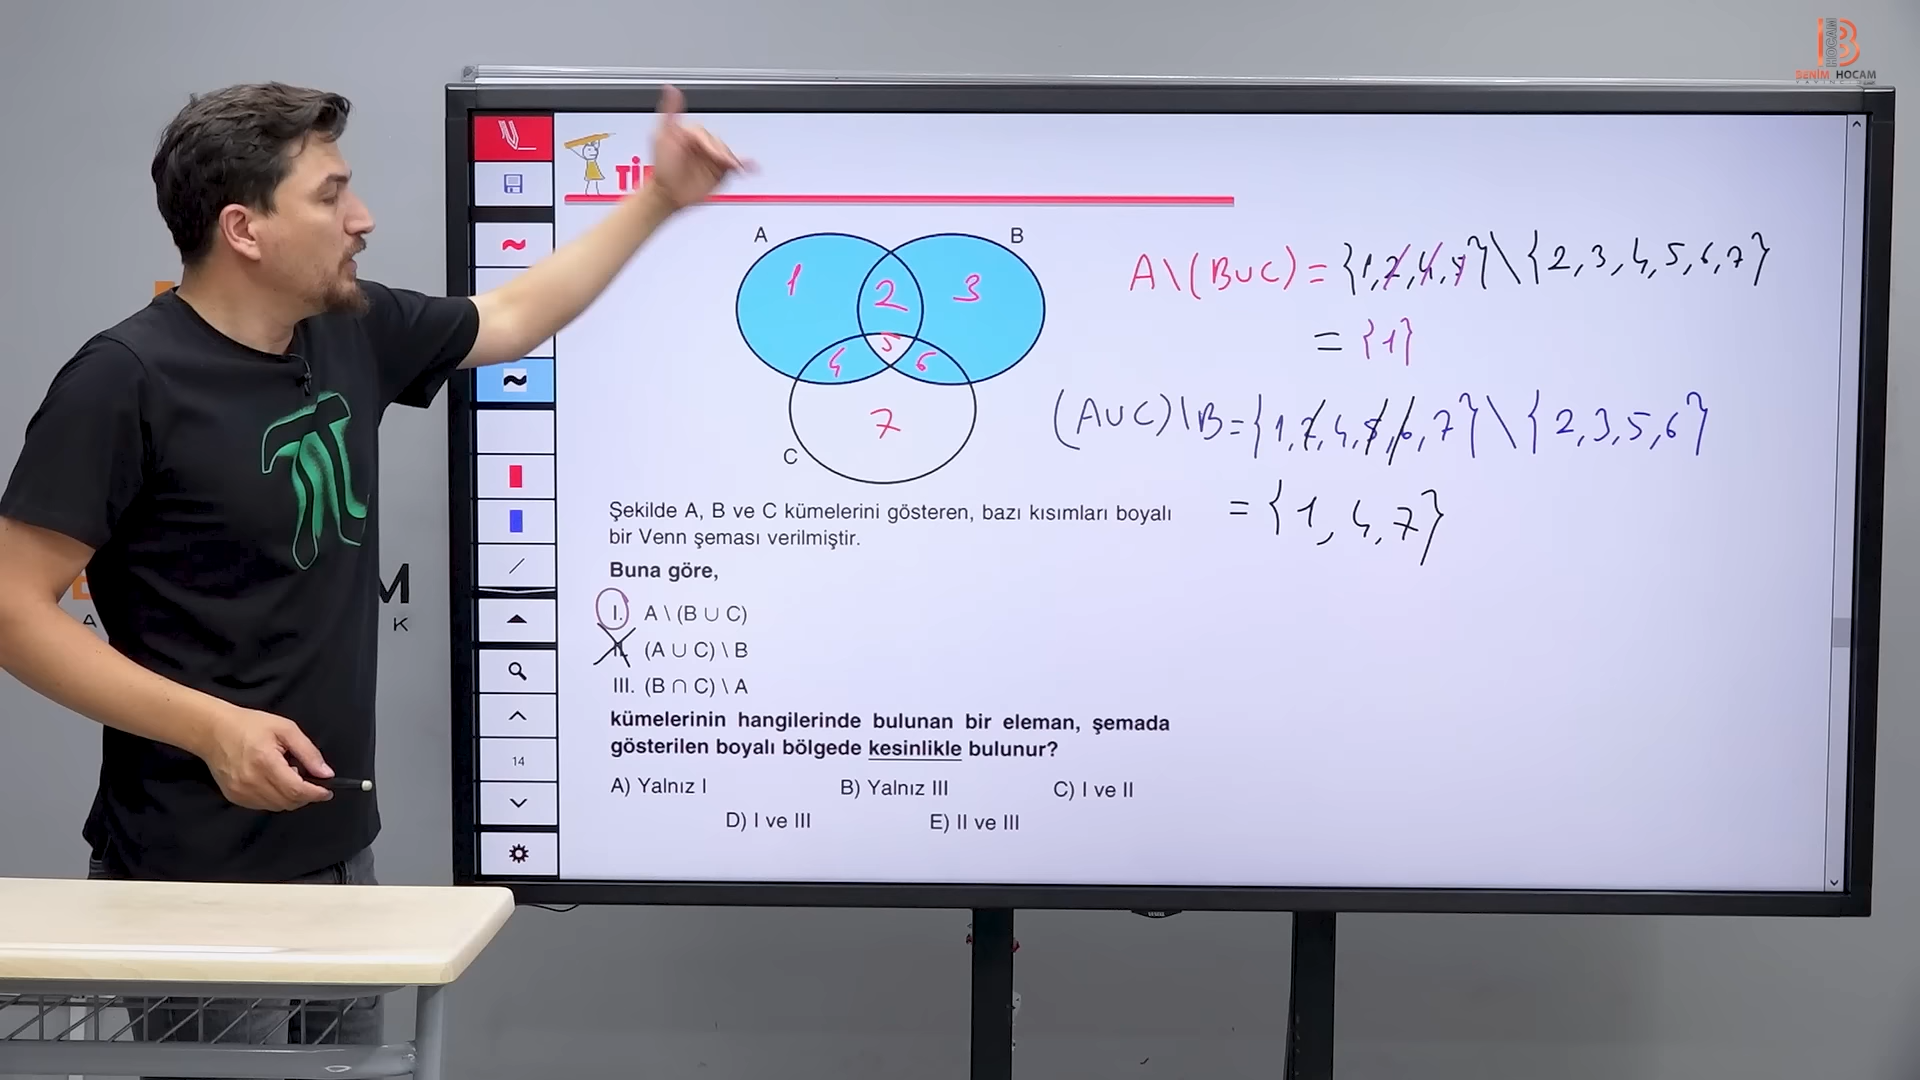 BENİM HOCAM
Tİ
A
B
1
2
3
4
5
6
7
C
A\(B∪C) = {1,2,4,5}\{2,3,4,5,6,7}
= {1}
(A∪C)\B={1,2,4,5,6,7}\{2,3,5,6}
= {1,4,7}
Şekilde A, B ve C kümelerini gösteren, bazı kısımları boyalı
bir Venn şeması verilmiştir.
Buna göre,
I. A \ (B ∪ C)
II. (A ∪ C) \ B
III. (B ∩ C) \ A
kümelerinin hangilerinde bulunan bir eleman, şemada
gösterilen boyalı bölgede kesinlikle bulunur?
A) Yalnız I B) Yalnız III C) I ve II
D) I ve III E) II ve III
14